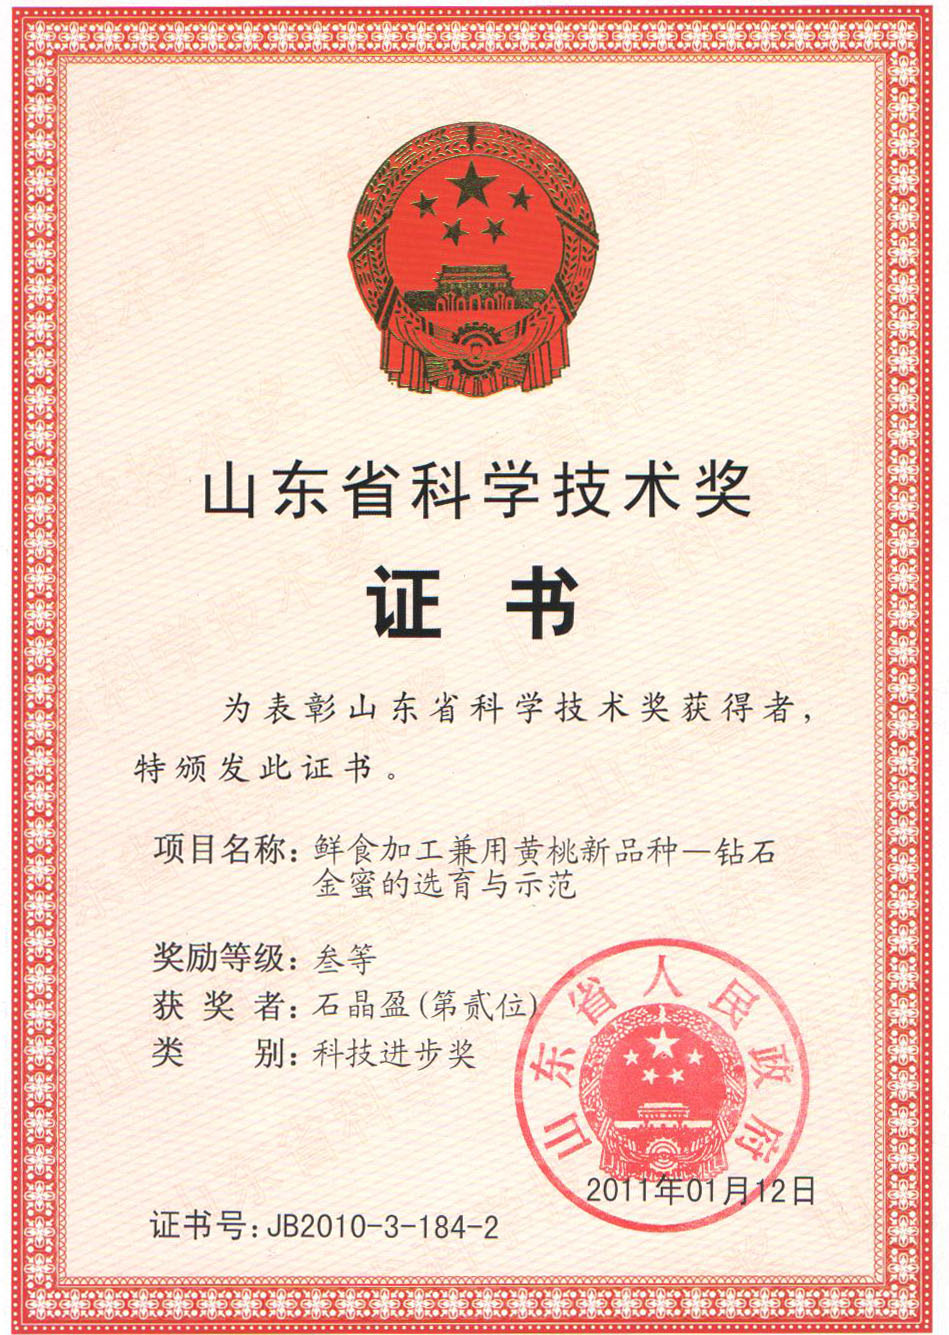 山东省科学技术奖
证书
为表彰山东省科学技术奖获得者，
特颁发此证书。
项目名称：鲜食加工兼用黄桃新品种—钻石
金蜜的选育与示范
奖励等级：叁等
获奖者：石晶盈(第贰位)
类别：科技进步奖
山东省人民政府
2011年01月12日
证书号：JB2010-3-184-2